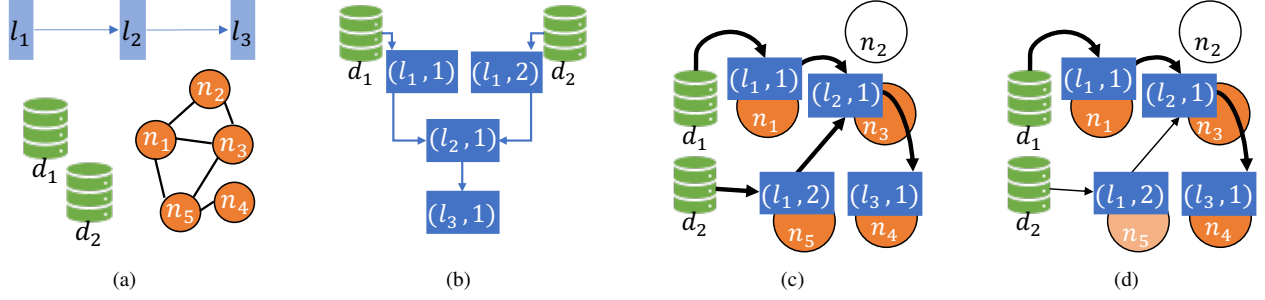 l₁ l₂ l₃
d₁
d₂
n₂
n₁ n₃
n₅ n₄
(a)
d₁ d₂
(l₁, 1) (l₁, 2)
(l₂, 1)
(l₃, 1)
(b)
n₂
(l₁, 1)
(l₂, 1)
n₁ n₃
d₁
(l₁, 2) (l₃, 1)
d₂
n₅ n₄
(c)
n₂
(l₁, 1)
(l₂, 1)
n₁ n₃
d₁
(l₁, 2) (l₃, 1)
d₂
n₅ n₄
(d)